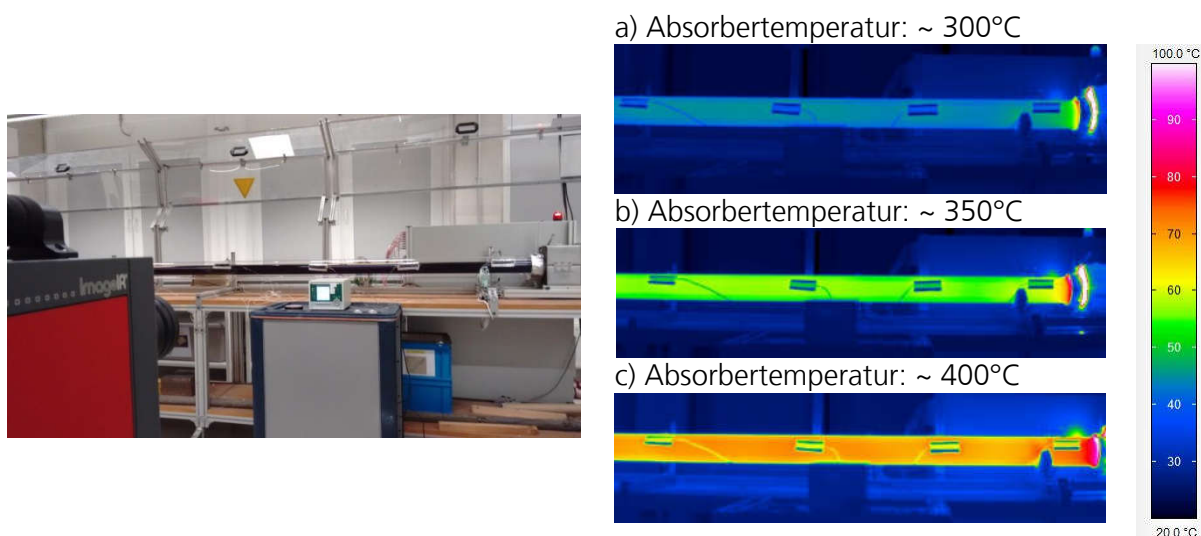 a) Absorbertemperatur: ~ 300°C
b) Absorbertemperatur: ~ 350°C
c) Absorbertemperatur: ~ 400°C
ImageIR
100.0 °C
90
80
70
60
50
40
30
20.0 °C